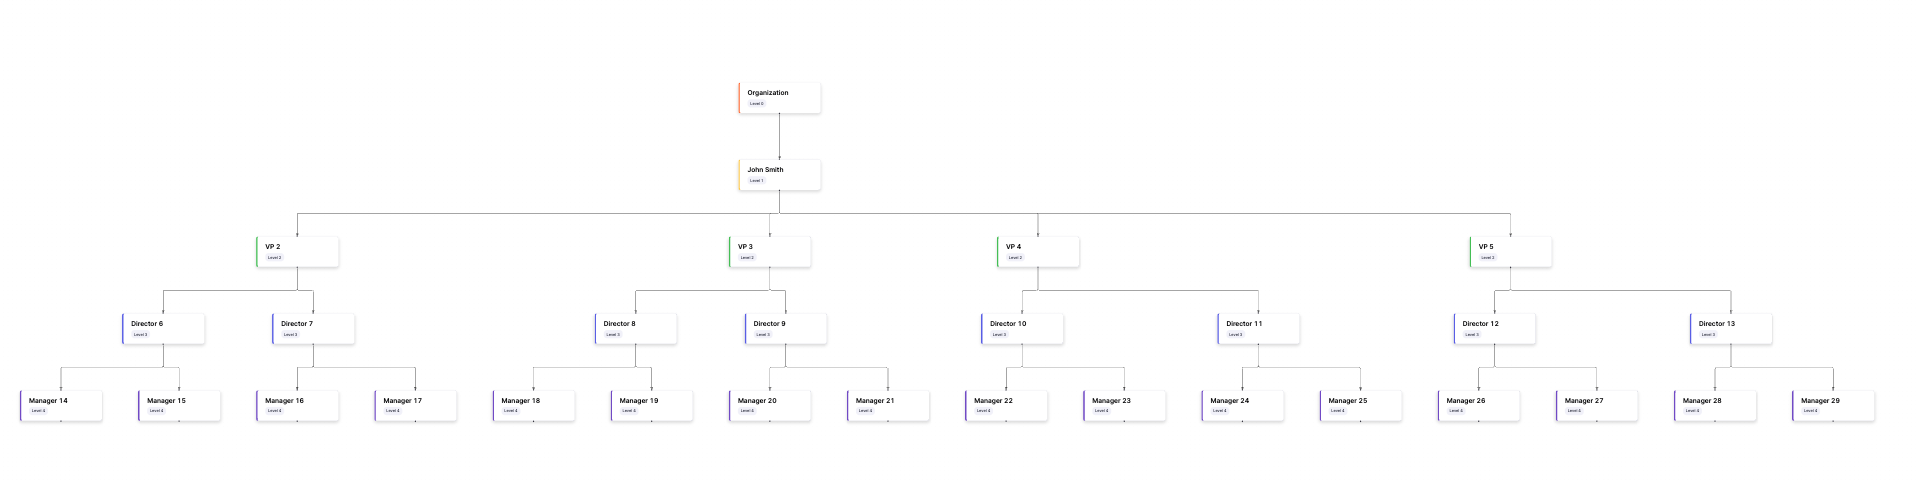 Organization
Level 0
John Smith
Level 1
VP 2
Level 2
VP 3
Level 2
VP 4
Level 2
VP 5
Level 2
Director 6
Level 3
Director 7
Level 3
Director 8
Level 3
Director 9
Level 3
Director 10
Level 3
Director 11
Level 3
Director 12
Level 3
Director 13
Level 3
Manager 14
Level 4
Manager 15
Level 4
Manager 16
Level 4
Manager 17
Level 4
Manager 18
Level 4
Manager 19
Level 4
Manager 20
Level 4
Manager 21
Level 4
Manager 22
Level 4
Manager 23
Level 4
Manager 24
Level 4
Manager 25
Level 4
Manager 26
Level 4
Manager 27
Level 4
Manager 28
Level 4
Manager 29
Level 4